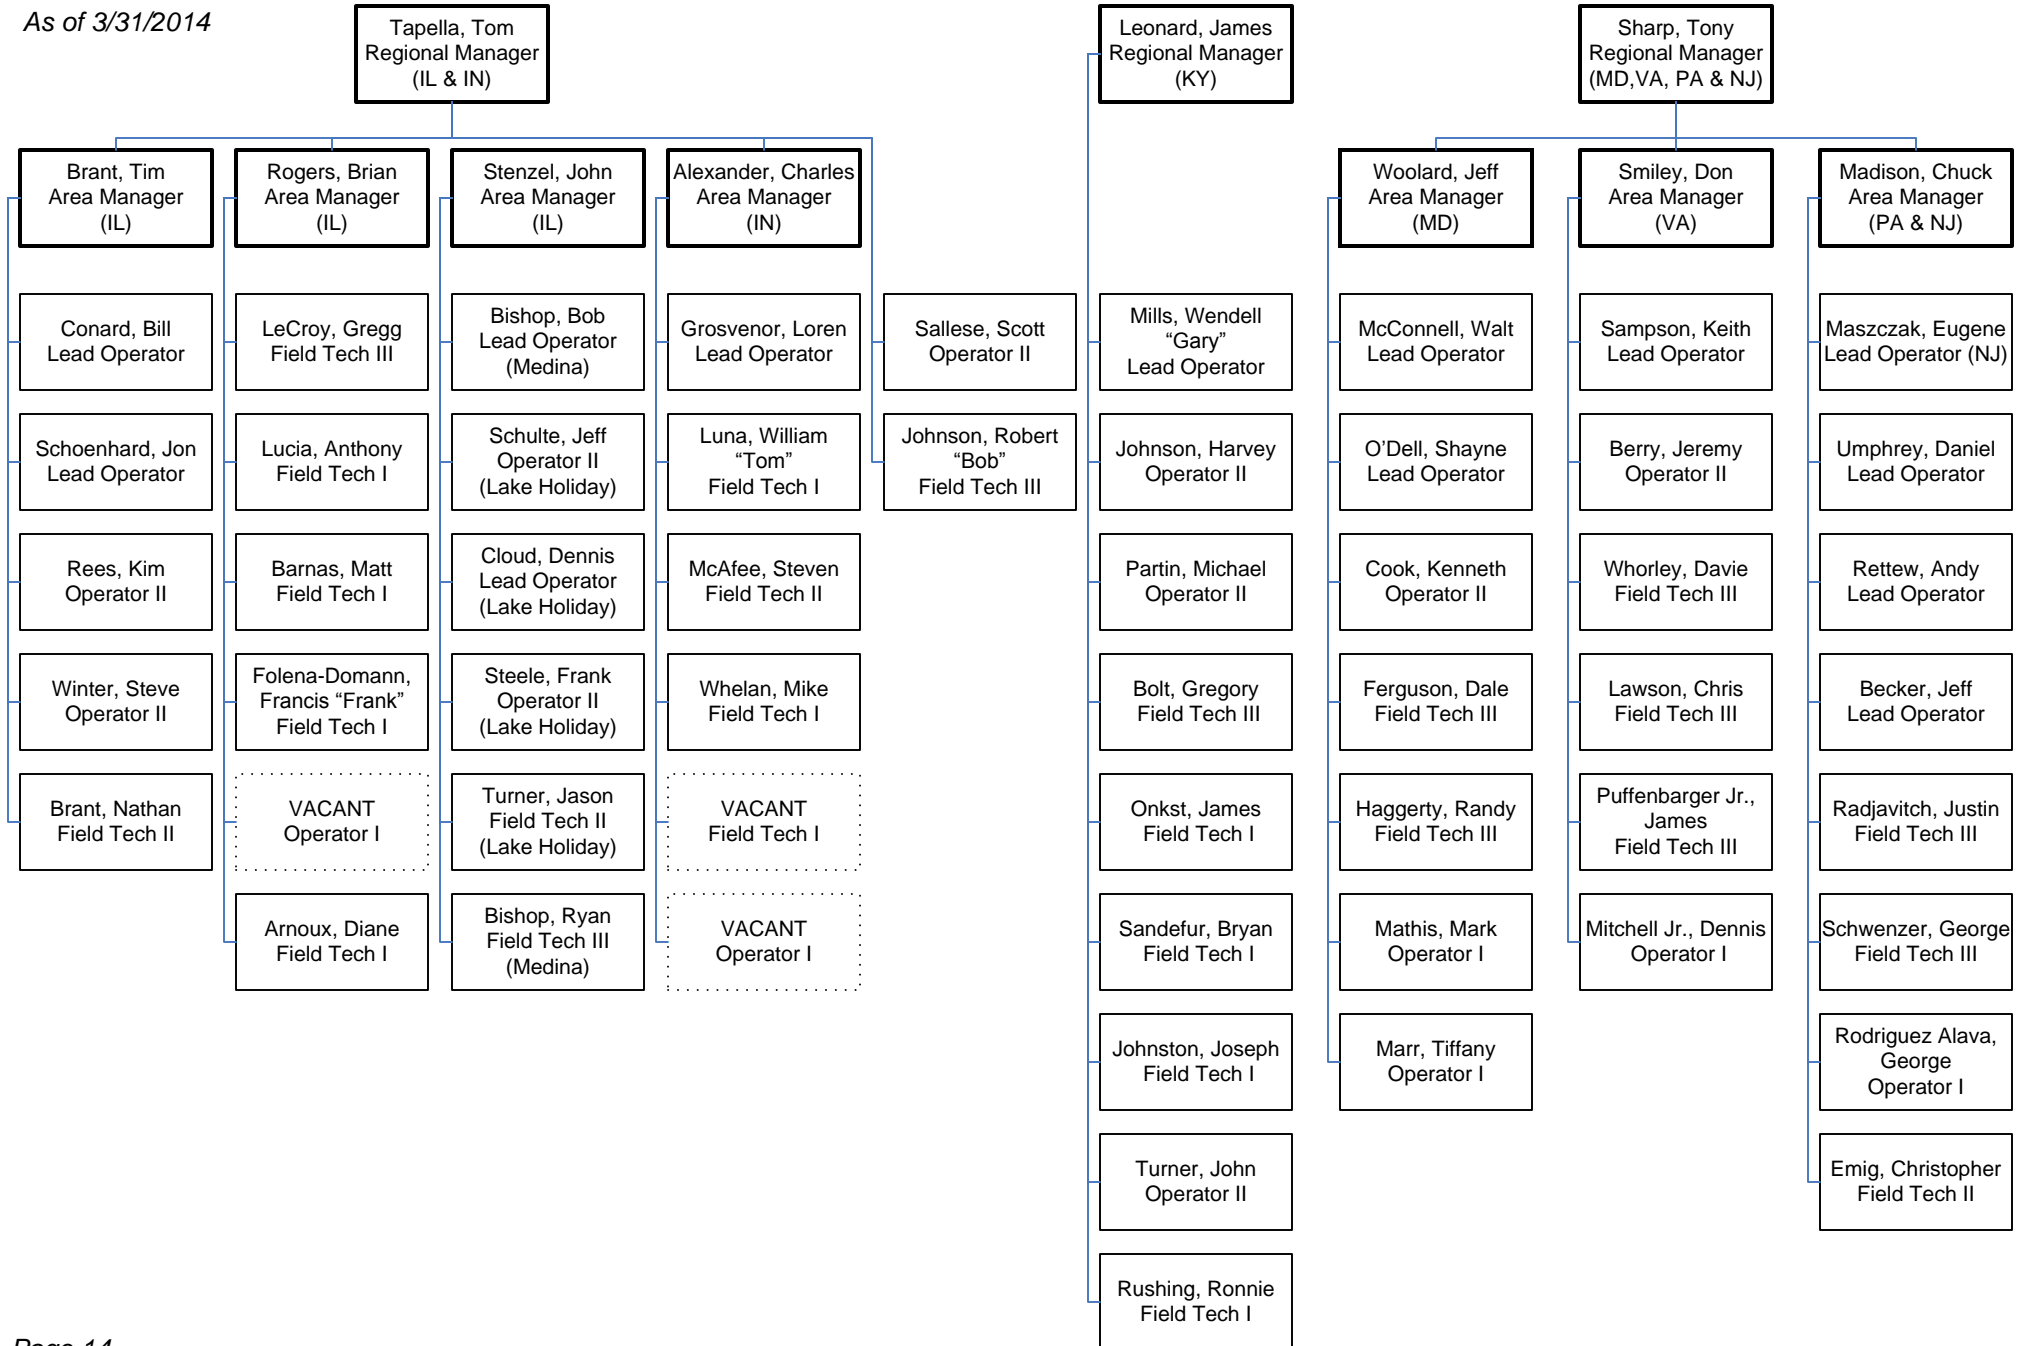 As of 3/31/2014
Tapella, Tom
Regional Manager
(IL & IN)
Leonard, James
Regional Manager
(KY)
Sharp, Tony
Regional Manager
(MD,VA, PA & NJ)
Brant, Tim
Area Manager
(IL)
Rogers, Brian
Area Manager
(IL)
Stenzel, John
Area Manager
(IL)
Alexander, Charles
Area Manager
(IN)
Woolard, Jeff
Area Manager
(MD)
Smiley, Don
Area Manager
(VA)
Madison, Chuck
Area Manager
(PA & NJ)
Conard, Bill
Lead Operator
LeCroy, Gregg
Field Tech III
Bishop, Bob
Lead Operator
(Medina)
Grosvenor, Loren
Lead Operator
Sallese, Scott
Operator II
Mills, Wendell
“Gary”
Lead Operator
McConnell, Walt
Lead Operator
Sampson, Keith
Lead Operator
Maszczak, Eugene
Lead Operator (NJ)
Schoenhard, Jon
Lead Operator
Lucia, Anthony
Field Tech I
Schulte, Jeff
Operator II
(Lake Holiday)
Luna, William
“Tom”
Field Tech I
Johnson, Robert
“Bob”
Field Tech III
Johnson, Harvey
Operator II
O’Dell, Shayne
Lead Operator
Berry, Jeremy
Operator II
Umphrey, Daniel
Lead Operator
Rees, Kim
Operator II
Barnas, Matt
Field Tech I
Cloud, Dennis
Lead Operator
(Lake Holiday)
McAfee, Steven
Field Tech II
Partin, Michael
Operator II
Cook, Kenneth
Operator II
Whorley, Davie
Field Tech III
Rettew, Andy
Lead Operator
Winter, Steve
Operator II
Folena-Domann,
Francis “Frank”
Field Tech I
Steele, Frank
Operator II
(Lake Holiday)
Whelan, Mike
Field Tech I
Bolt, Gregory
Field Tech III
Ferguson, Dale
Field Tech III
Lawson, Chris
Field Tech III
Becker, Jeff
Lead Operator
Brant, Nathan
Field Tech II
VACANT
Operator I
Turner, Jason
Field Tech II
(Lake Holiday)
VACANT
Field Tech I
Onkst, James
Field Tech I
Haggerty, Randy
Field Tech III
Puffenbarger Jr.,
James
Field Tech III
Radjavitch, Justin
Field Tech III
Arnoux, Diane
Field Tech I
Bishop, Ryan
Field Tech III
(Medina)
VACANT
Operator I
Sandefur, Bryan
Field Tech I
Mathis, Mark
Operator I
Mitchell Jr., Dennis
Operator I
Schwenzer, George
Field Tech III
Johnston, Joseph
Field Tech I
Marr, Tiffany
Operator I
Rodriguez Alava,
George
Operator I
Turner, John
Operator II
Emig, Christopher
Field Tech II
Rushing, Ronnie
Field Tech I
Page 14